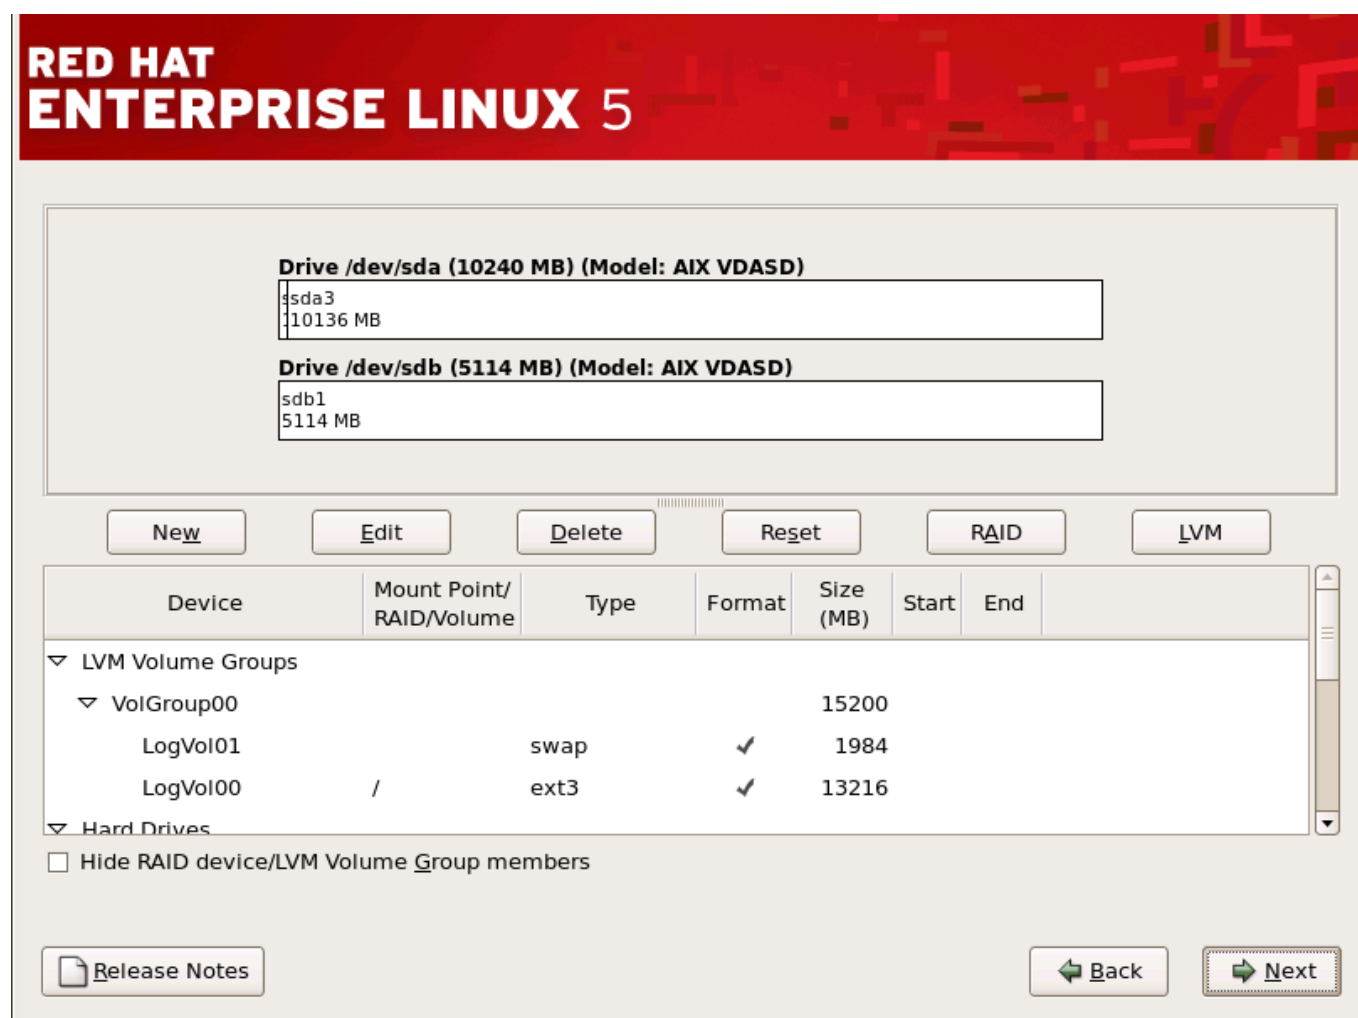 RED HAT
ENTERPRISE LINUX 5
Drive /dev/sda (10240 MB) (Model: AIX VDASD)
sda3
10136 MB
Drive /dev/sdb (5114 MB) (Model: AIX VDASD)
sdb1
5114 MB
New Edit Delete Reset RAID LVM
Device Mount Point/ RAID/Volume Type Format Size (MB) Start End
LVM Volume Groups
VolGroup00 15200
LogVol01 swap 1984
LogVol00 / ext3 13216
Hard Drives
Hide RAID device/LVM Volume Group members
Release Notes Back Next